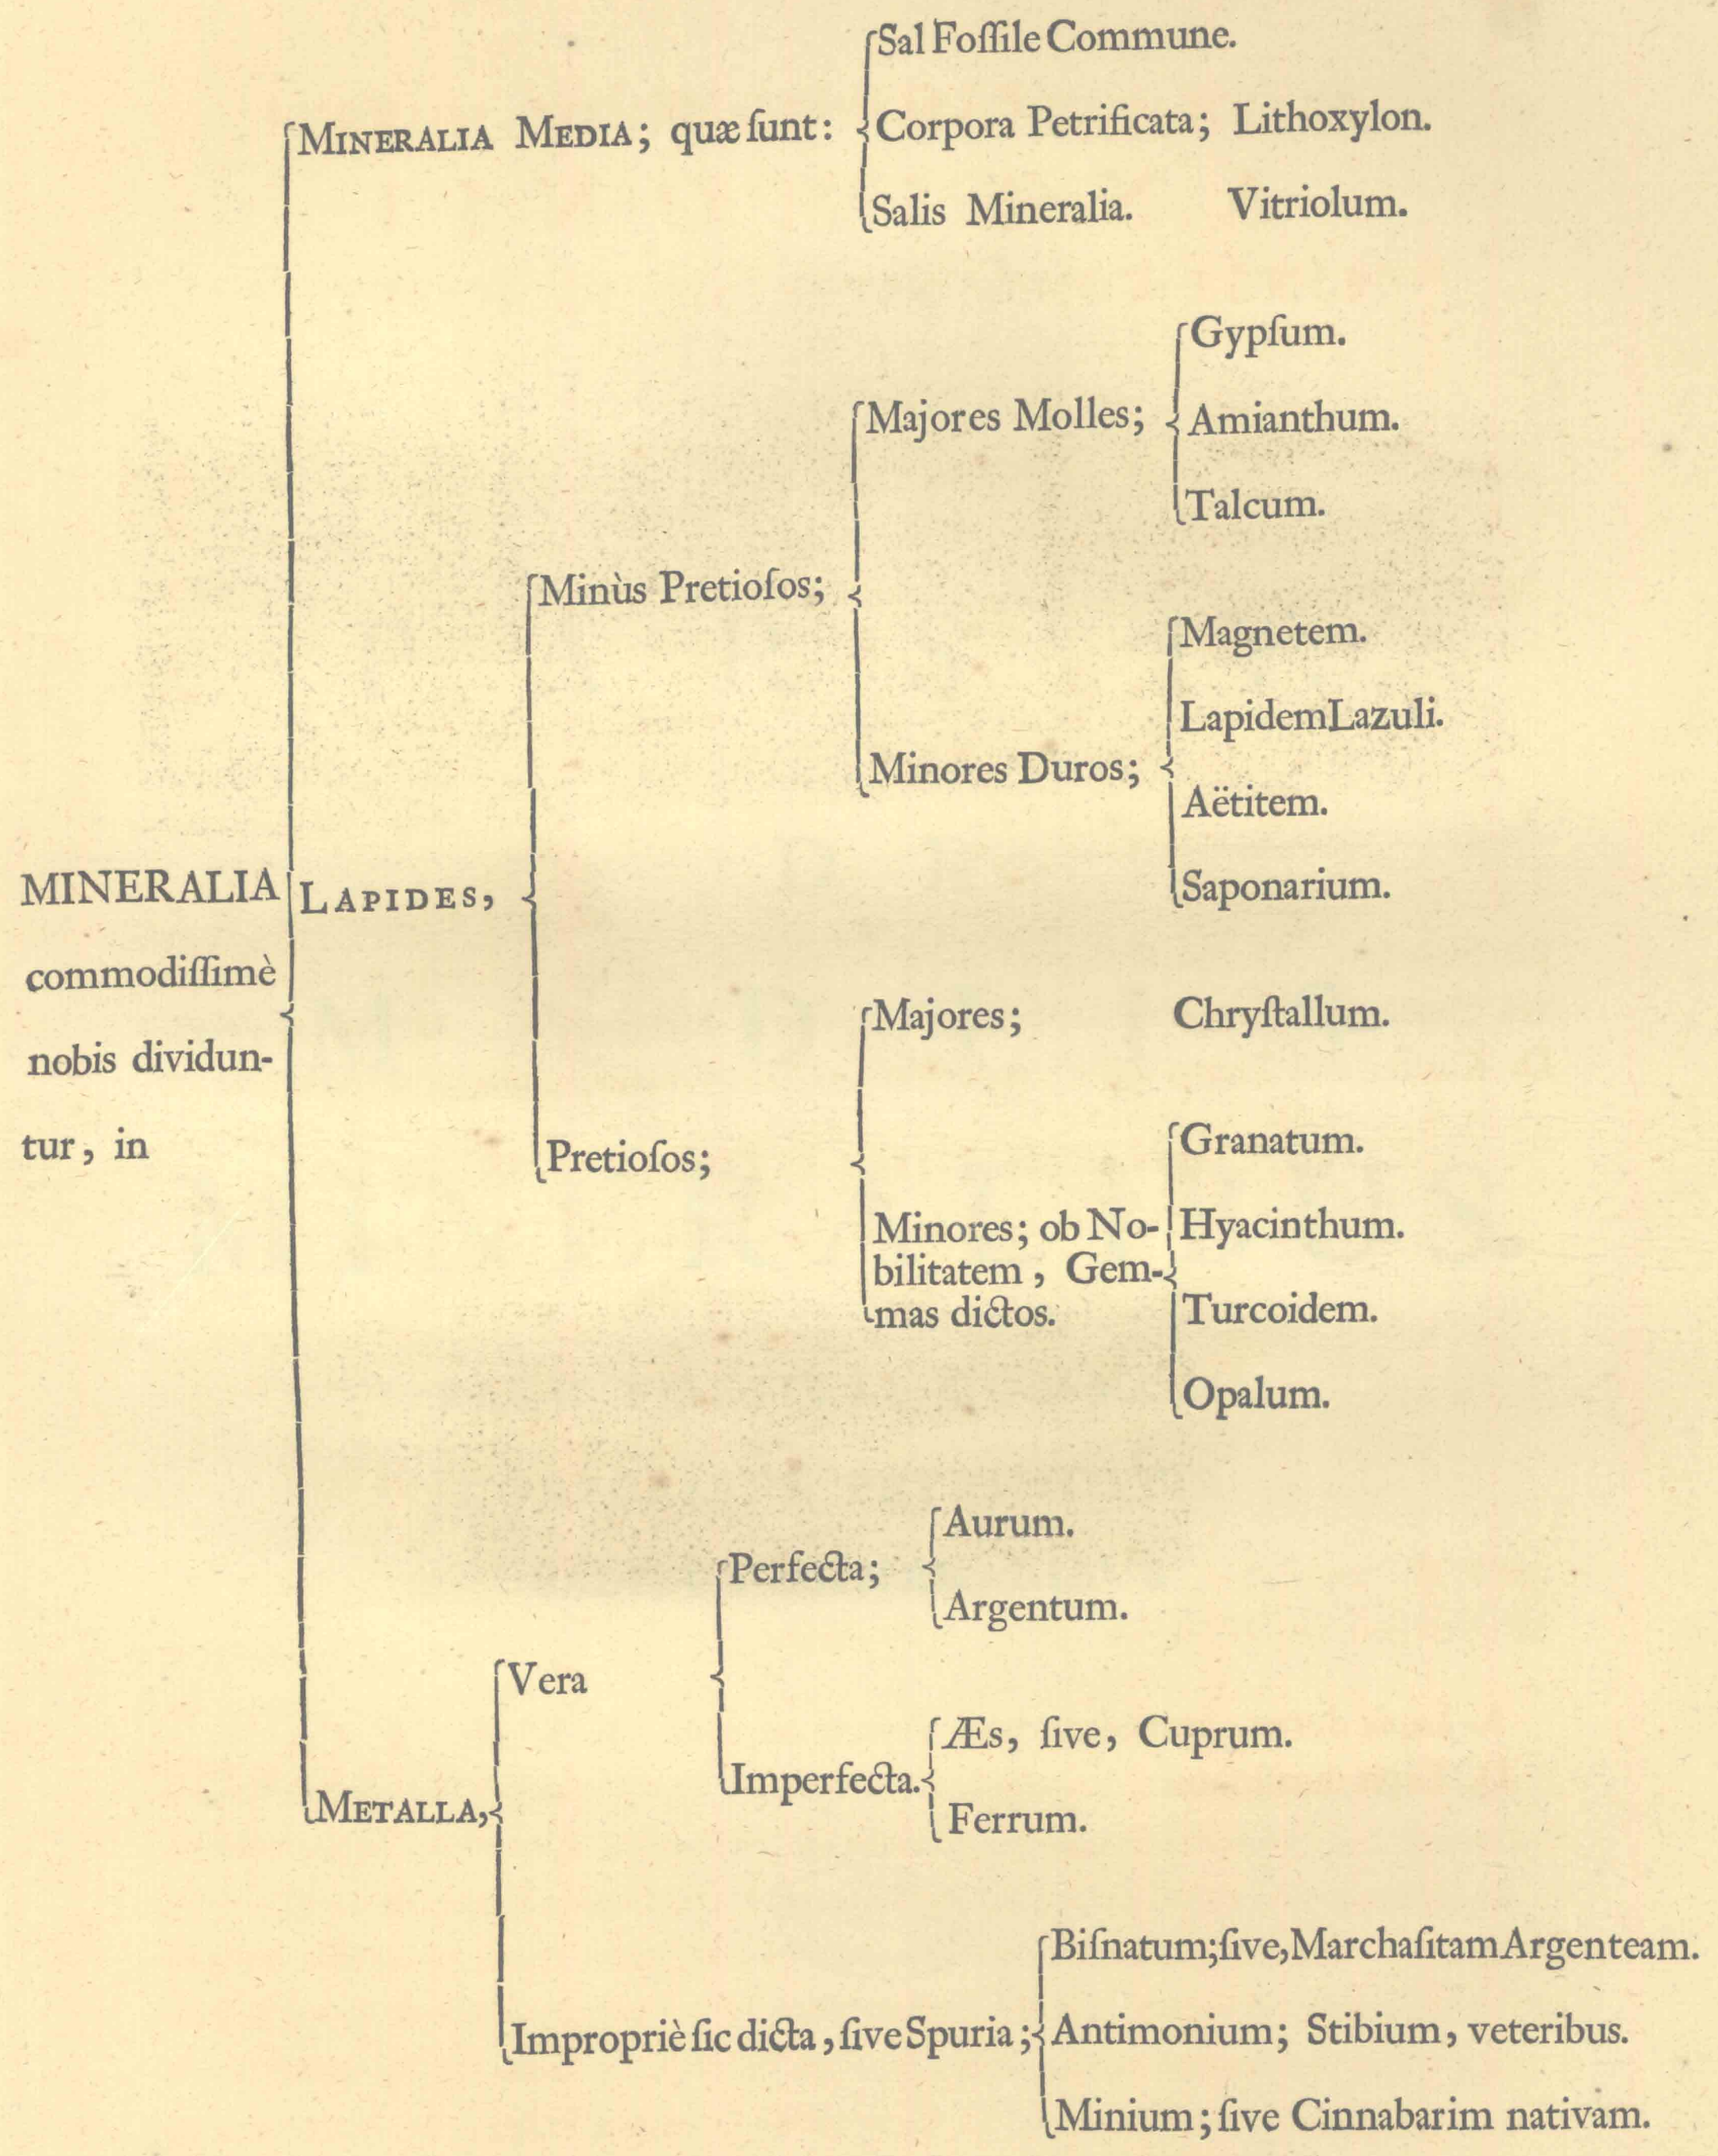 Sal Foſſile Commune.
MINERALIA MEDIA; quæ ſunt:
Corpora Petrificata; Lithoxylon.
Salis Mineralia. Vitriolum.
Gypſum.
Majores Molles;
Amianthum.
Talcum.
Minùs Pretioſos;
Magnetem.
LapidemLazuli.
Minores Duros;
Aëtitem.
Saponarium.
MINERALIA
commodiſſimè
nobis dividun-
tur, in
LAPIDES,
Majores; Chryſtallum.
Pretioſos;
Minores; ob No-
bilitatem, Gem-
mas dictos.
Granatum.
Hyacinthum.
Turcoidem.
Opalum.
Aurum.
Perfecta;
Argentum.
Vera
Æs, ſive, Cuprum.
Imperfecta.
Ferrum.
METALLA,
Biſnatum; ſive, Marchaſitam Argenteam.
Impropriè ſic dicta, ſive Spuria;
Antimonium; Stibium, veteribus.
Minium; ſive Cinnabarim nativam.